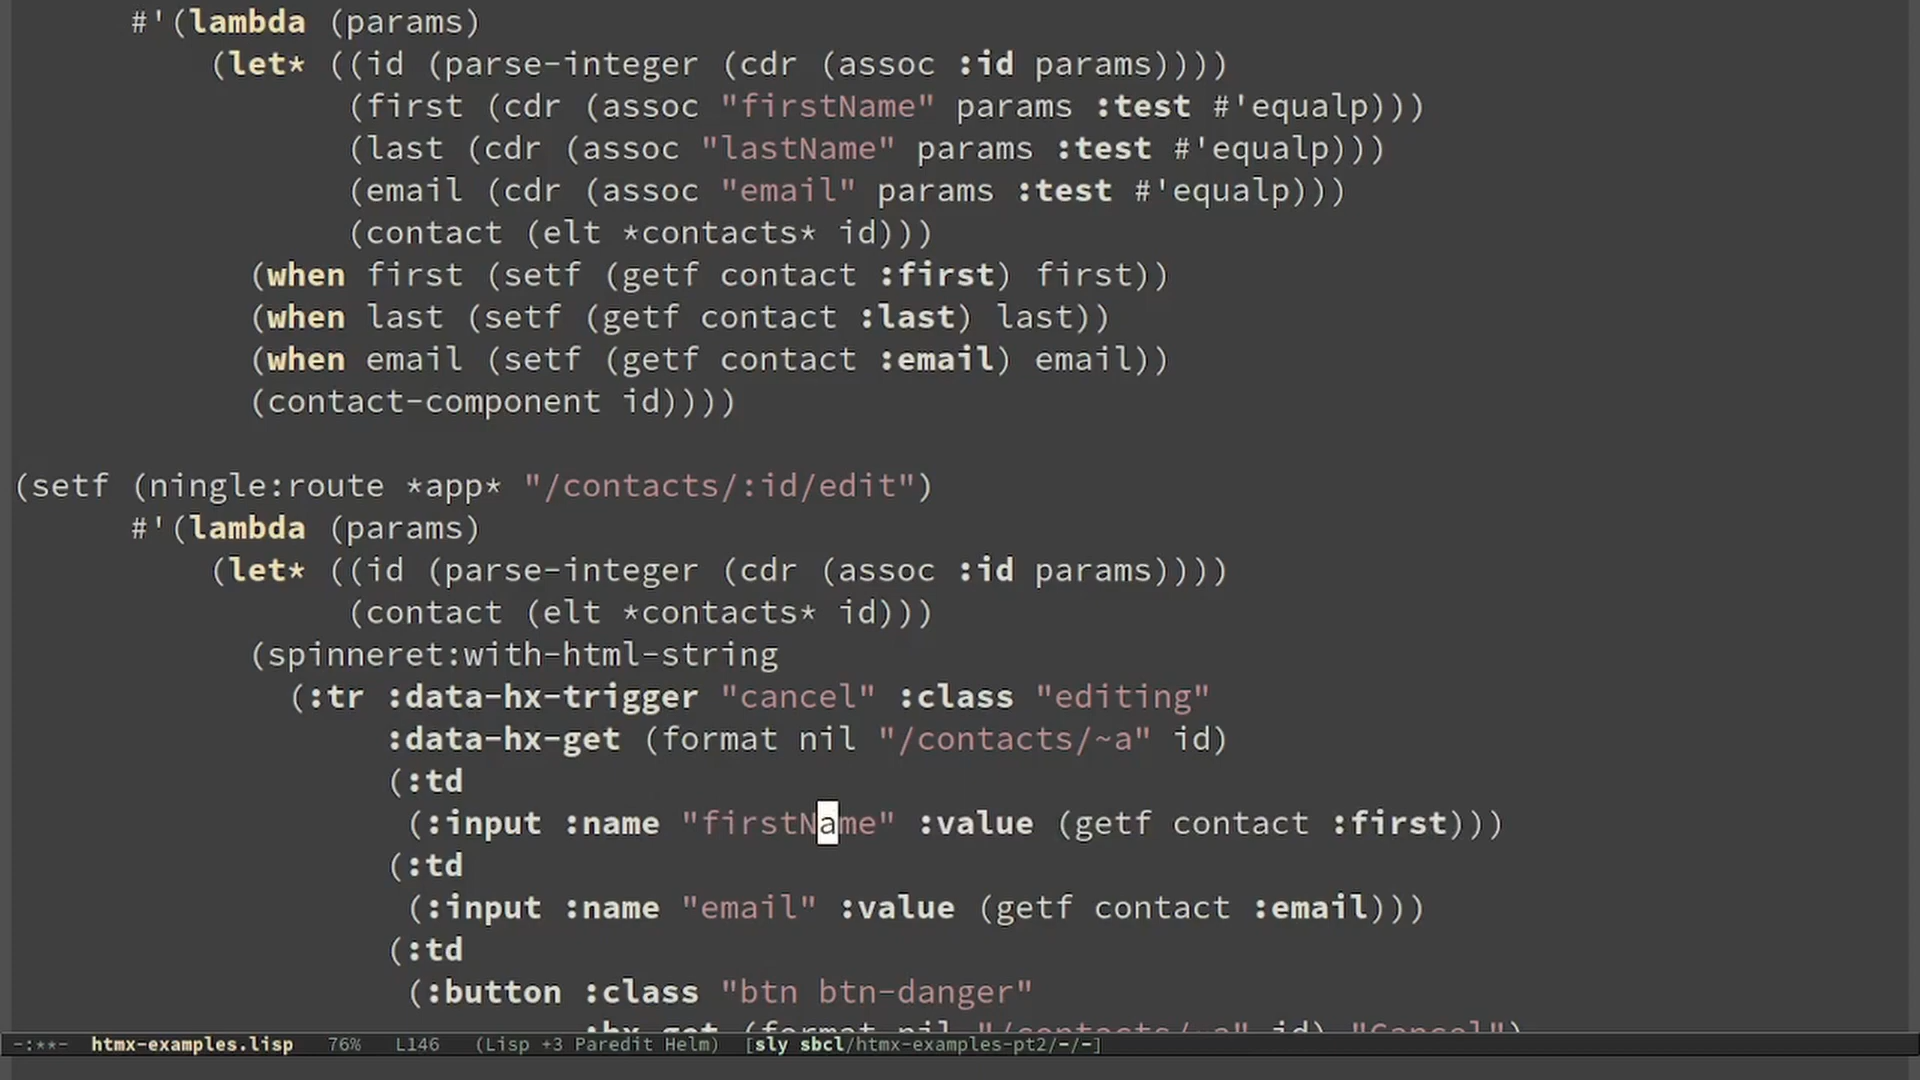 #'(lambda (params)
(let* ((id (parse-integer (cdr (assoc :id params))))
(first (cdr (assoc "firstName" params :test #'equalp)))
(last (cdr (assoc "lastName" params :test #'equalp)))
(email (cdr (assoc "email" params :test #'equalp)))
(contact (elt *contacts* id)))
(when first (setf (getf contact :first) first))
(when last (setf (getf contact :last) last))
(when email (setf (getf contact :email) email))
(contact-component id))))
(setf (ningle:route *app* "/contacts/:id/edit")
#'(lambda (params)
(let* ((id (parse-integer (cdr (assoc :id params))))
(contact (elt *contacts* id)))
(spinneret:with-html-string
(:tr :data-hx-trigger "cancel" :class "editing"
:data-hx-get (format nil "/contacts/~a" id)
(:td
(:input :name "firstName" :value (getf contact :first)))
(:td
(:input :name "email" :value (getf contact :email)))
(:td
(:button :class "btn btn-danger"
:hx-get (format nil "/contacts/~a" id) "Cancel")
-:**-  htmx-examples.lisp   76%   L146   (Lisp +3 Paredit Helm)  [sly sbcl/htmx-examples-pt2/-/-]